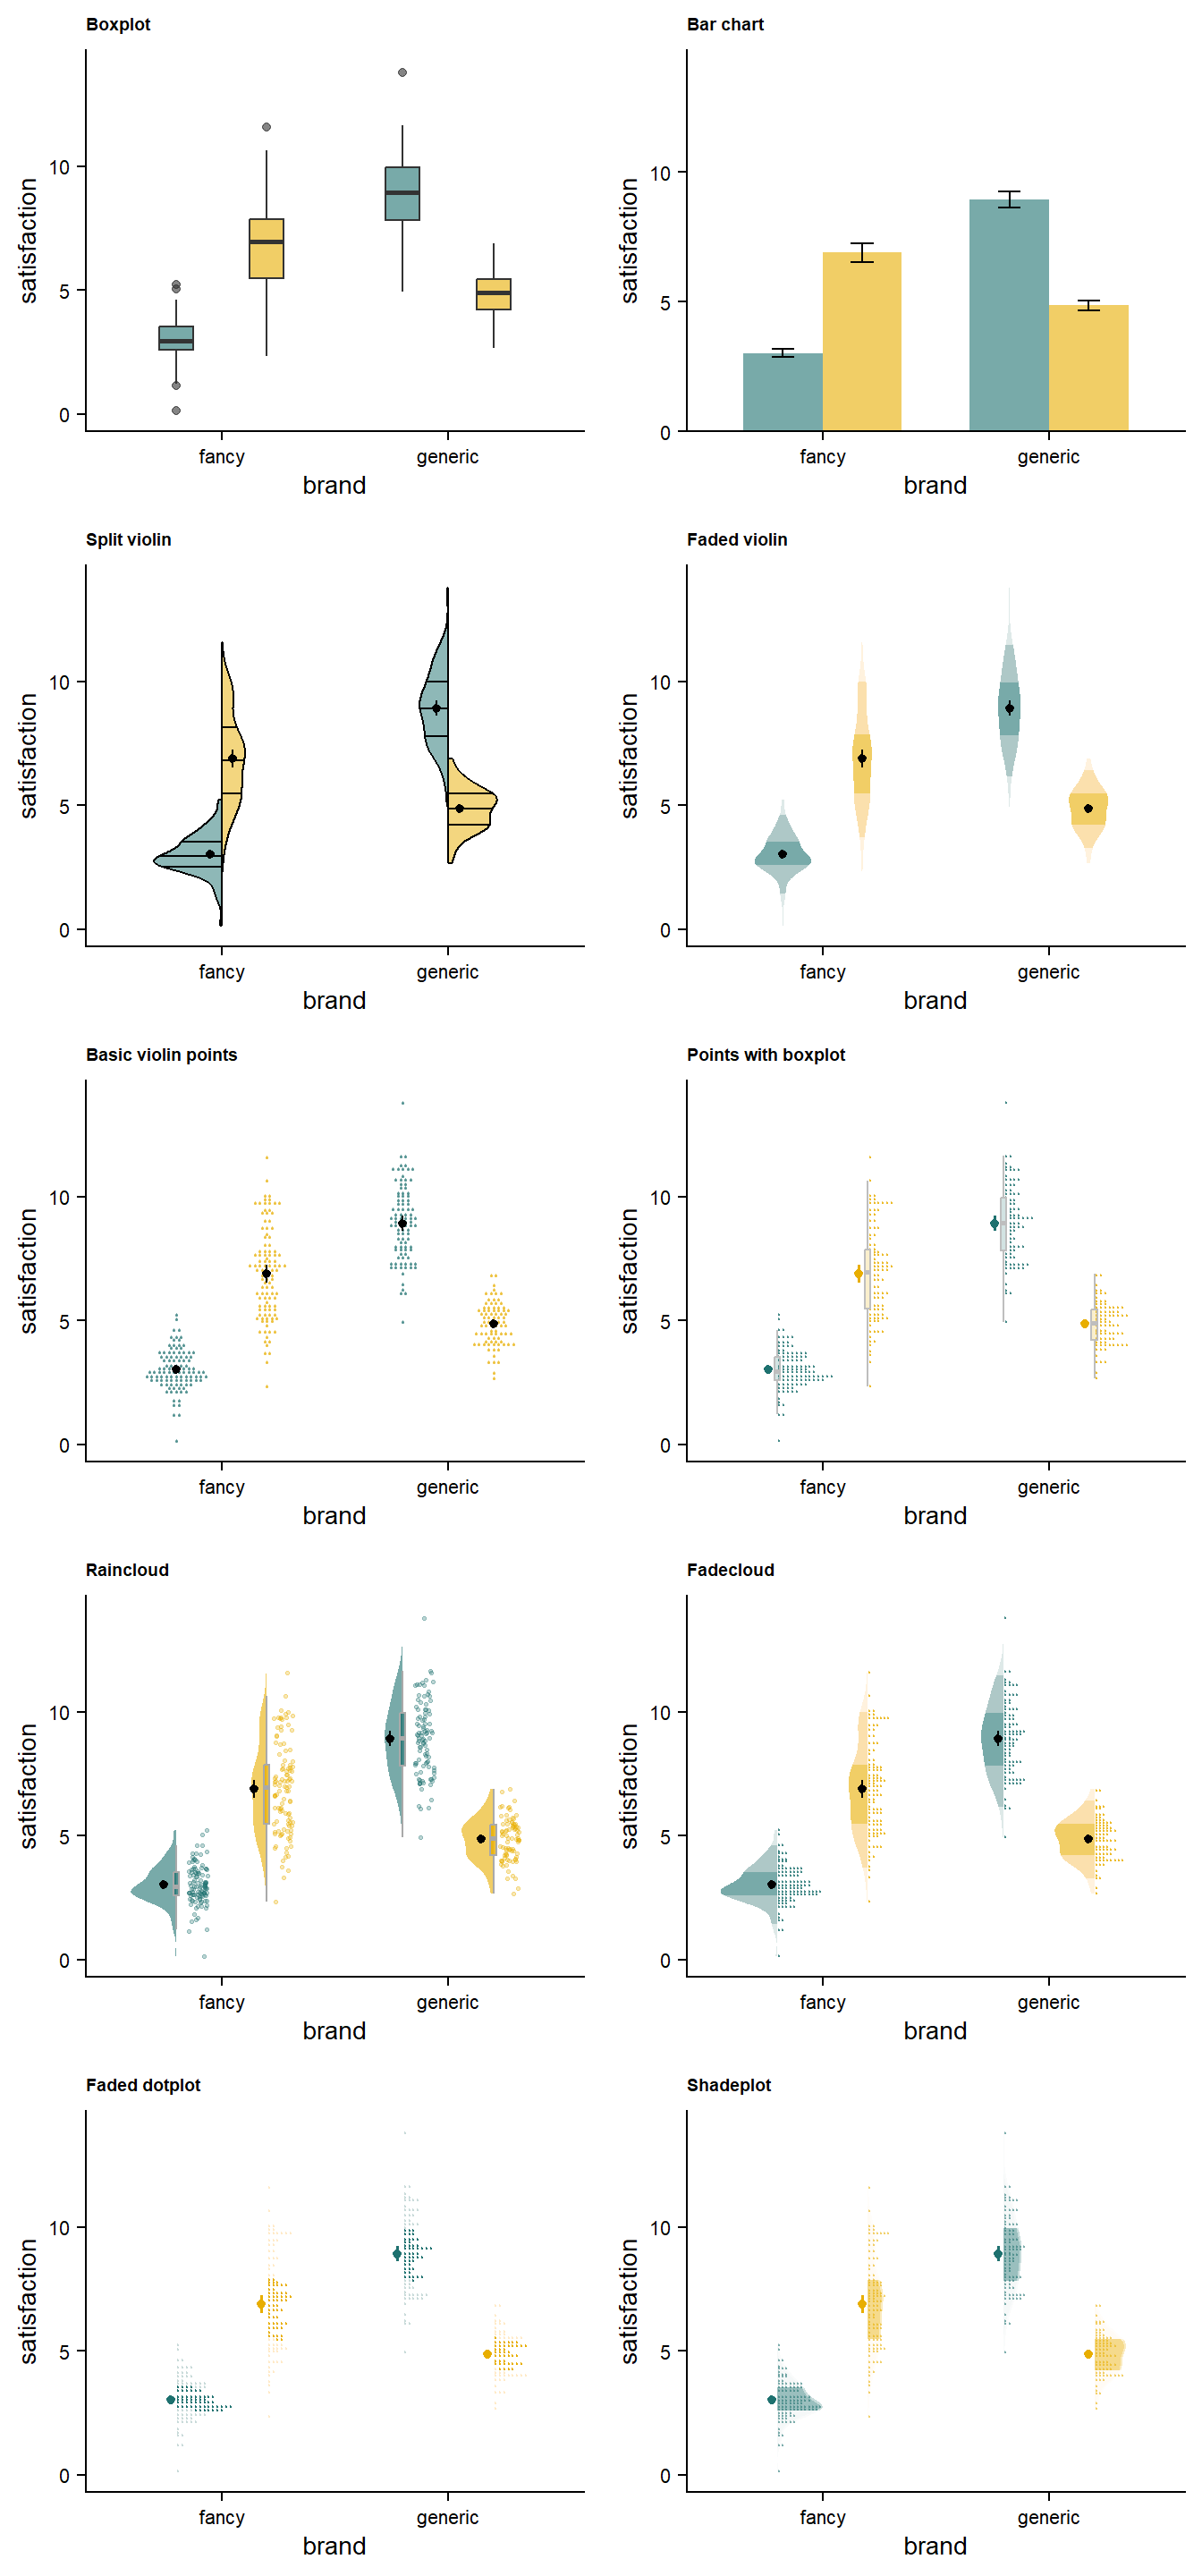 Boxplot
satisfaction
10
5
0
fancy generic
brand
Bar chart
satisfaction
10
5
0
fancy generic
brand
Split violin
satisfaction
10
5
0
fancy generic
brand
Faded violin
satisfaction
10
5
0
fancy generic
brand
Basic violin points
satisfaction
10
5
0
fancy generic
brand
Points with boxplot
satisfaction
10
5
0
fancy generic
brand
Raincloud
satisfaction
10
5
0
fancy generic
brand
Fadecloud
satisfaction
10
5
0
fancy generic
brand
Faded dotplot
satisfaction
10
5
0
fancy generic
brand
Shadeplot
satisfaction
10
5
0
fancy generic
brand